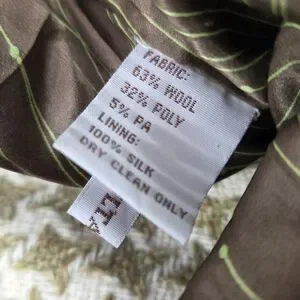 FABRIC:
63% WOOL
32% POLY
5% PA
LINING:
100% SILK
DRY CLEAN ONLY